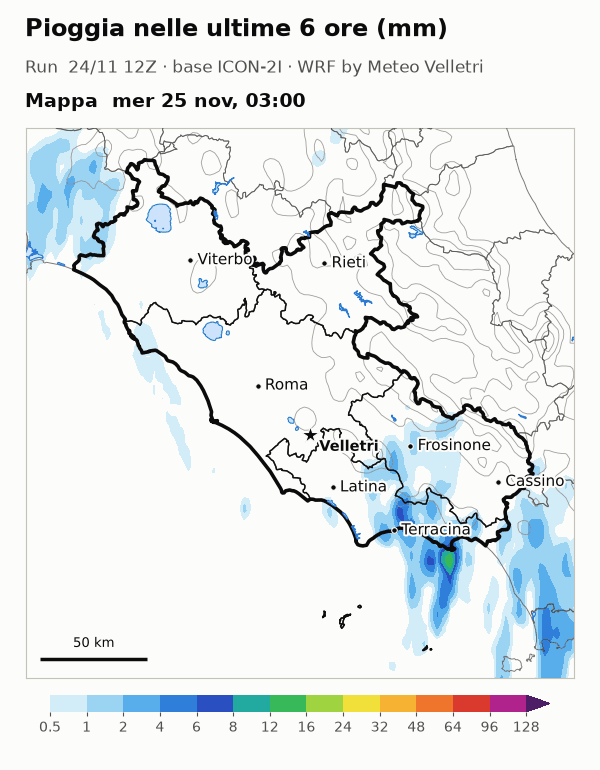 Pioggia nelle ultime 6 ore (mm)
Run  24/11 12Z · base ICON-2I · WRF by Meteo Velletri
Mappa  mer 25 nov, 03:00
Viterbo
Rieti
Roma
Velletri
Frosinone
Latina
Cassino
Terracina
50 km
0.5 1 2 4 6 8 12 16 24 32 48 64 96 128